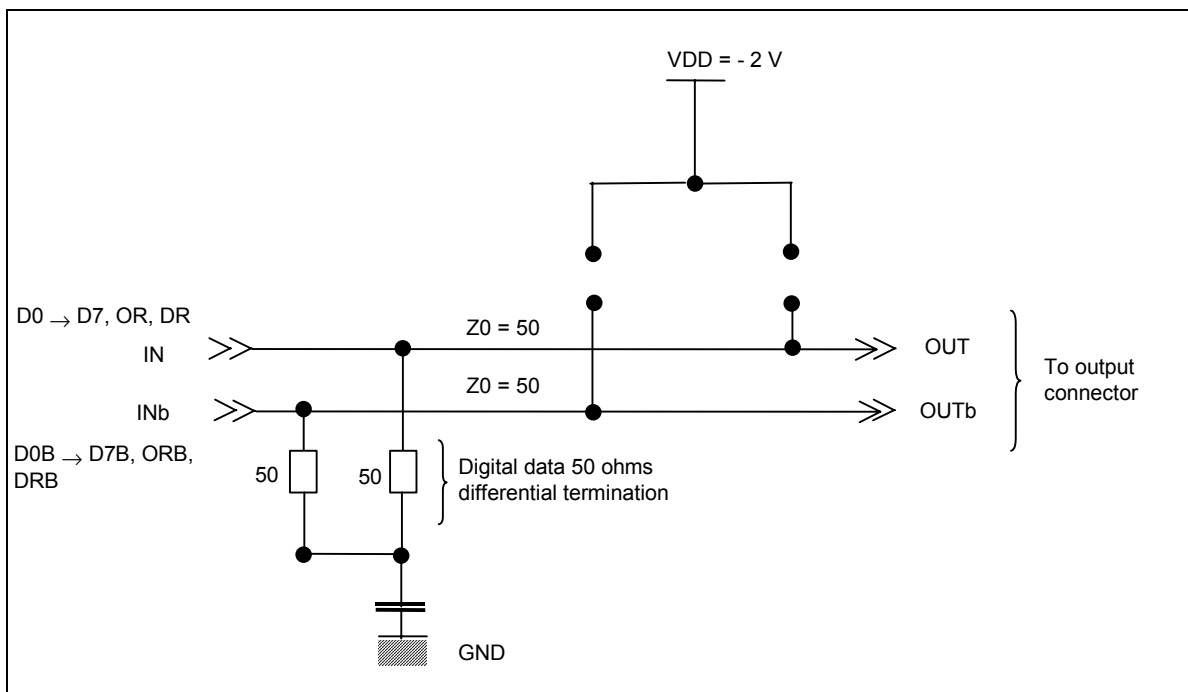 VDD = - 2 V
D0 → D7, OR, DR
IN
Z0 = 50
OUT
To output
connector
INb
Z0 = 50
OUTb
D0B → D7B, ORB,
DRB
50
50
Digital data 50 ohms
differential termination
GND